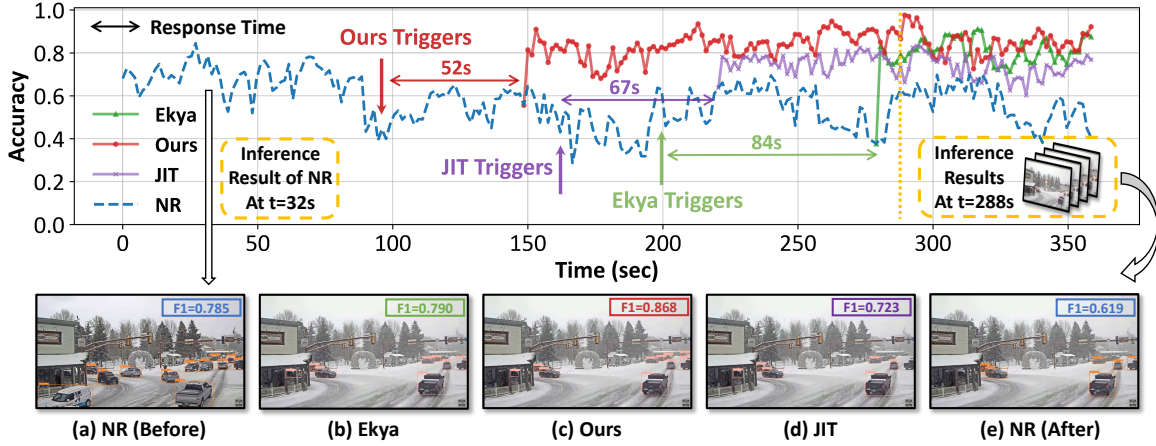 Response Time
Ours Triggers
52s
67s
JIT Triggers
84s
Ekya Triggers
Ekya
Ours
JIT
NR
Inference
Result of NR
At t=32s
Inference
Results
At t=288s
Accuracy
1.0
0.8
0.6
0.4
0.2
0.0
0
50
100
150
200
250
300
350
Time (sec)
F1=0.785
F1=0.790
F1=0.868
F1=0.723
F1=0.619
(a) NR (Before)
(b) Ekya
(c) Ours
(d) JIT
(e) NR (After)